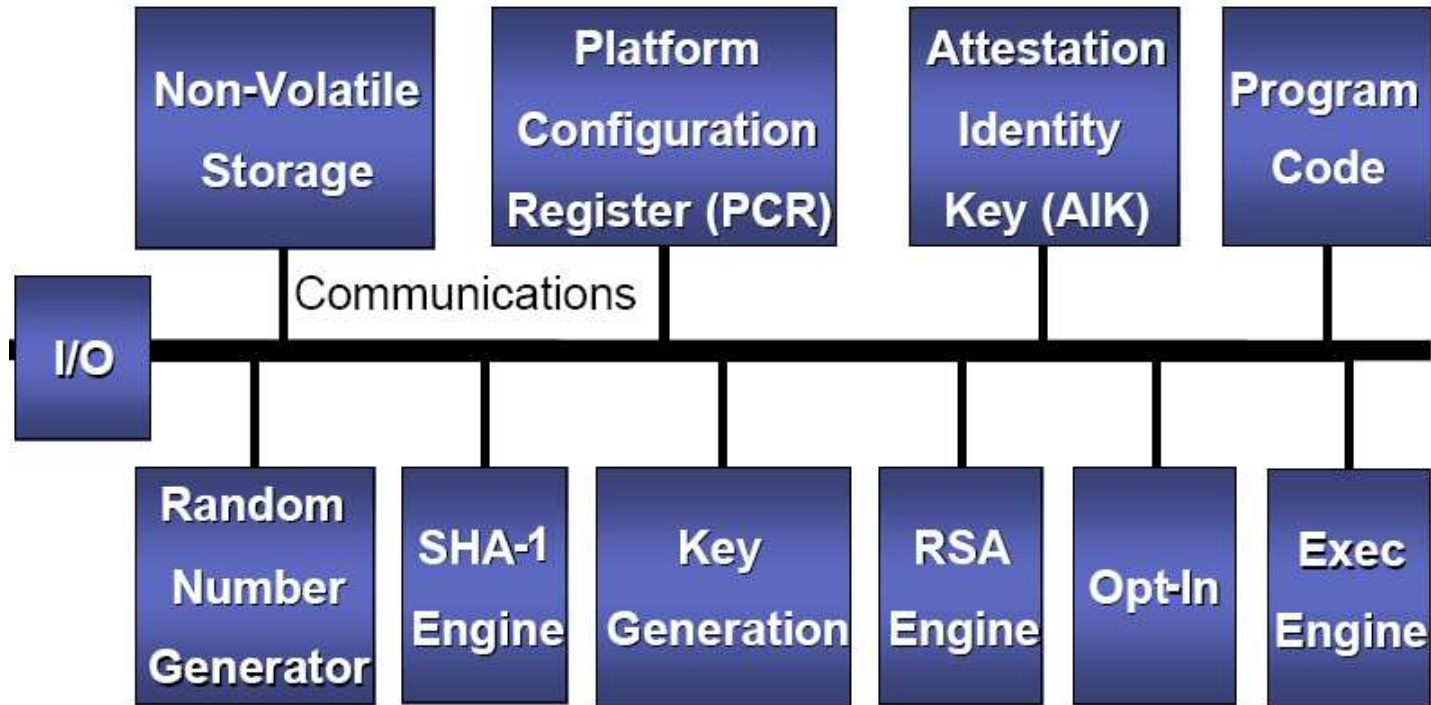 Non-Volatile
Storage
Platform
Configuration
Register (PCR)
Attestation
Identity
Key (AIK)
Program
Code
Communications
I/O
Random
Number
Generator
SHA-1
Engine
Key
Generation
RSA
Engine
Opt-In
Exec
Engine